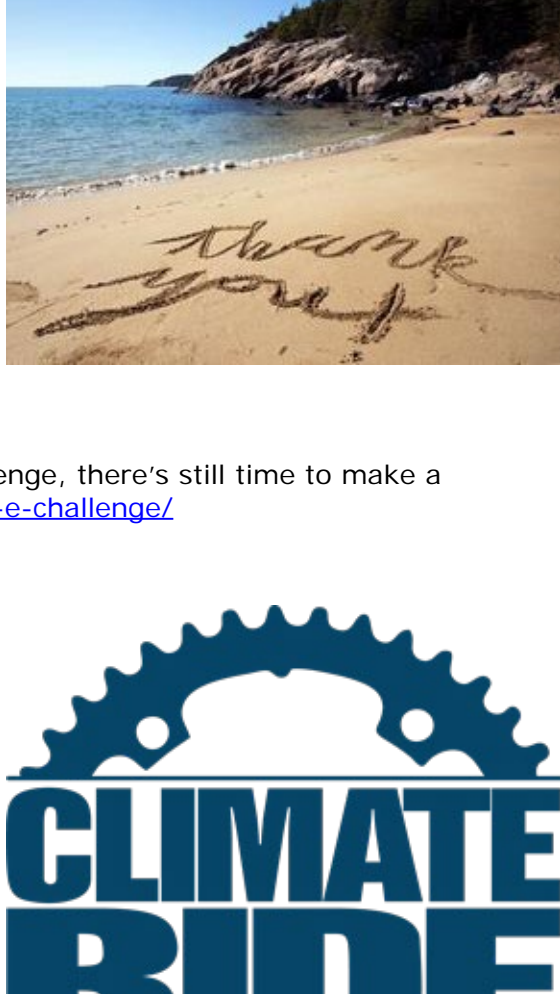 thank
you!
enge, there's still time to make a
-e-challenge/
CLIMATE
RIDE